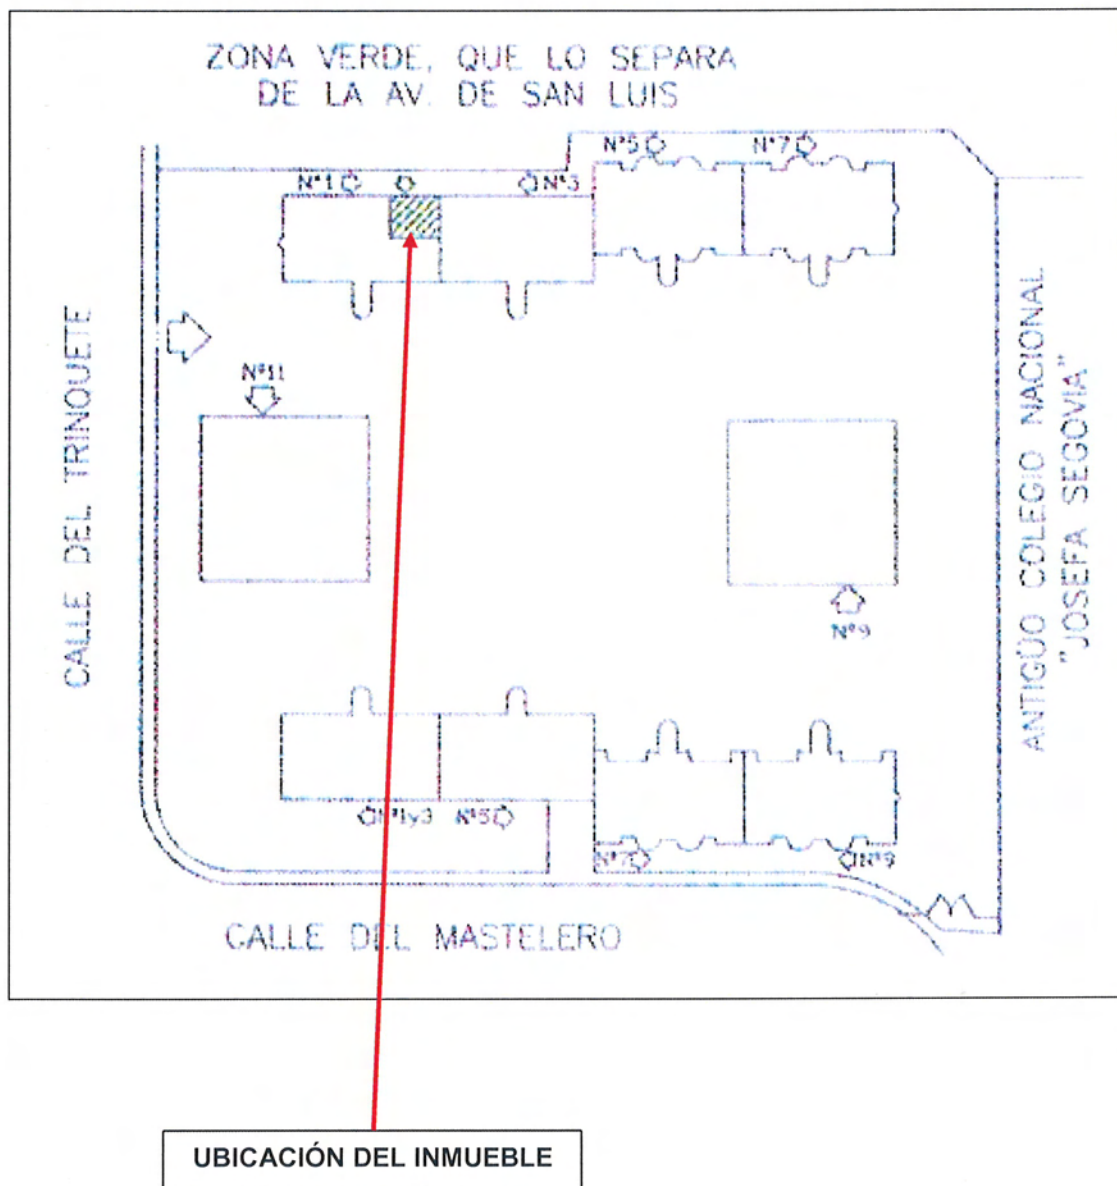 ZONA VERDE, QUE LO SEPARA
DE LA AV. DE SAN LUIS
Nº5
Nº7
Nº1
Nº3
CALLE DEL TRINQUETE
Nº11
ANTIGÜO COLEGIO NACIONAL
"JOSEFA SEGOVIA"
Nº9
Nº1y3
Nº5
Nº7
Nº9
CALLE DEL MASTELERO
UBICACIÓN DEL INMUEBLE